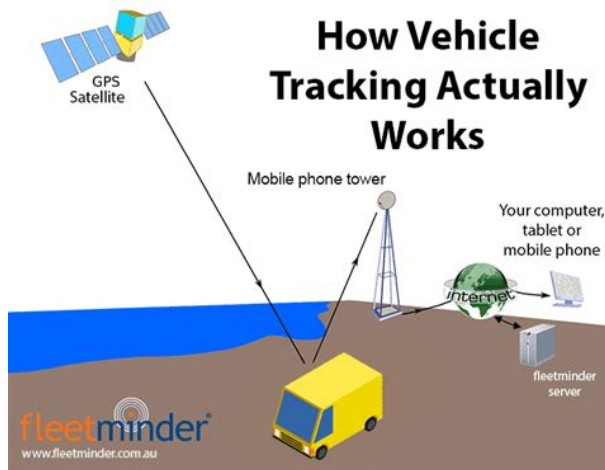 How Vehicle
Tracking Actually
Works
GPS
Satellite
Mobile phone tower
Your computer,
tablet or
mobile phone
internet
fleetminder
server
fleetminder®
www.fleetminder.com.au